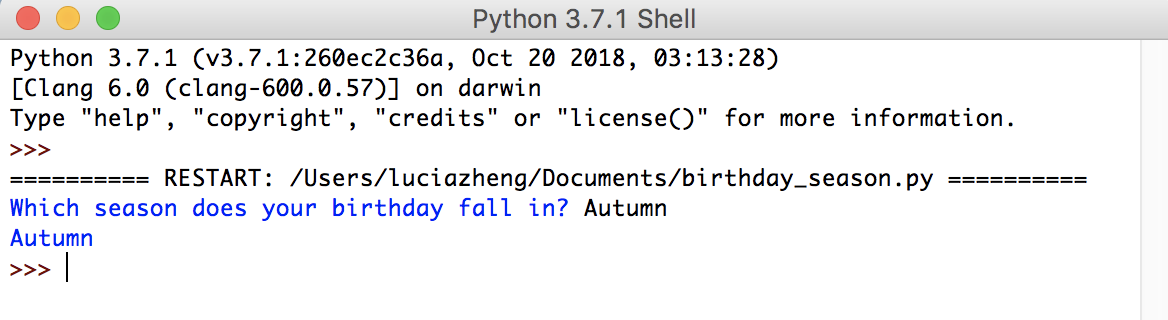 Python 3.7.1 Shell
Python 3.7.1 (v3.7.1:260ec2c36a, Oct 20 2018, 03:13:28)
[Clang 6.0 (clang-600.0.57)] on darwin
Type "help", "copyright", "credits" or "license()" for more information.
>>>
========== RESTART: /Users/luciazheng/Documents/birthday_season.py ==========
Which season does your birthday fall in? Autumn
Autumn
>>>